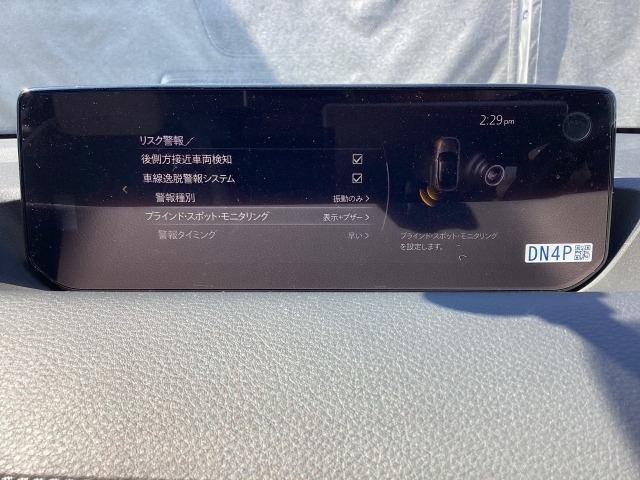 2:29pm
リスク警報／
後側方接近車両検知
車線逸脱警報システム
警報種別 振動のみ
ブラインド・スポット・モニタリング 表示+ブザー
警報タイミング 早い
ブラインド・スポット・モニタリング
を設定します。
DN4P